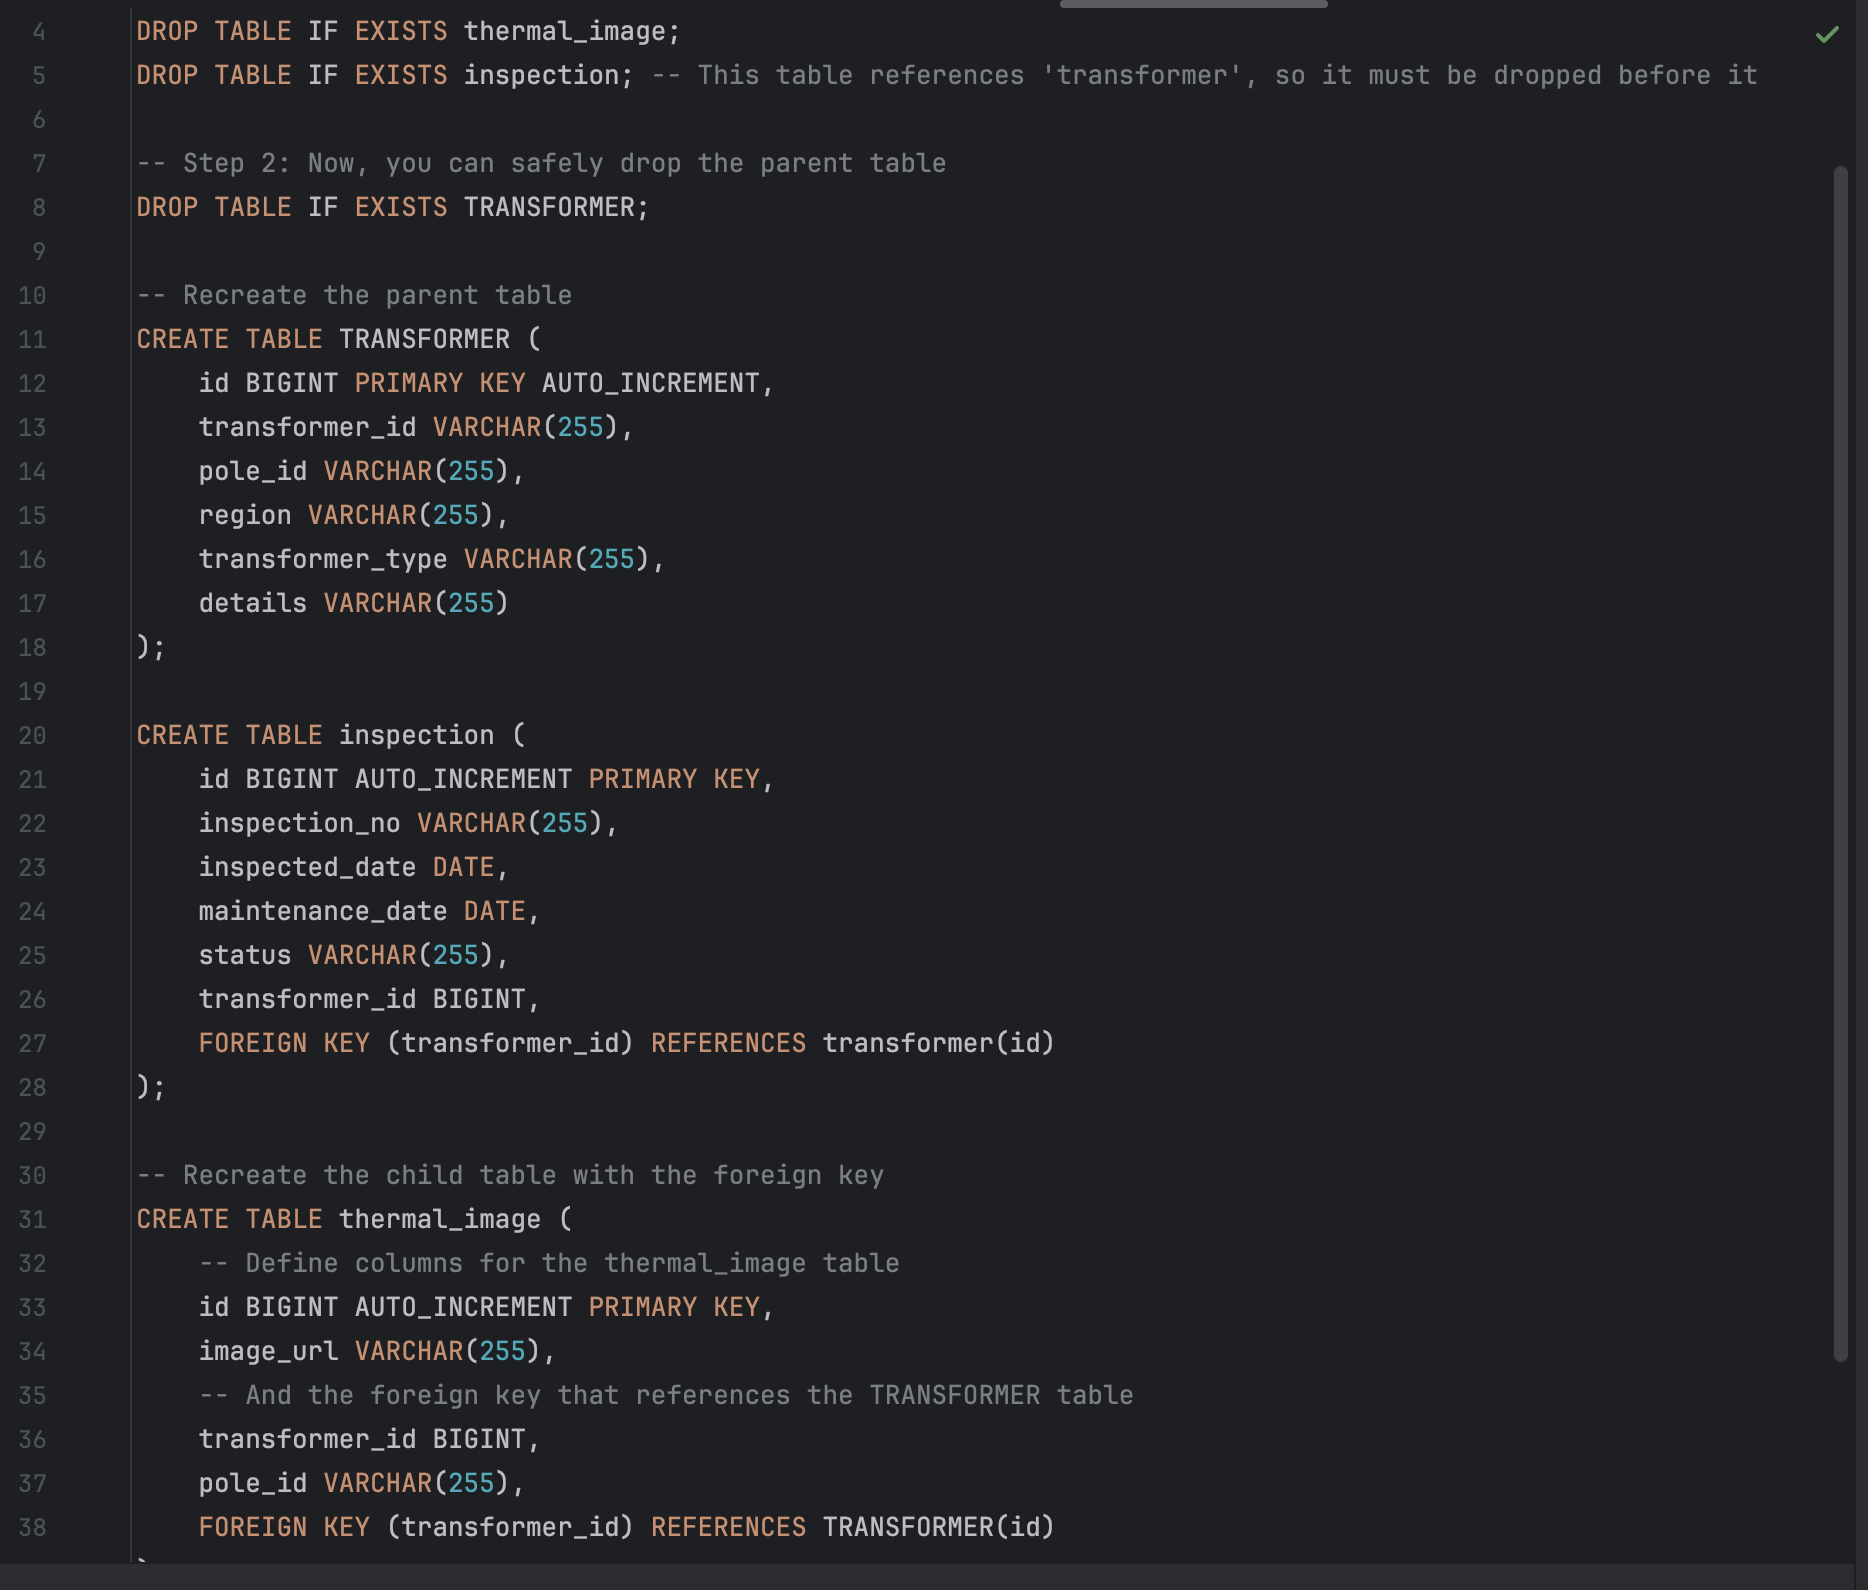 4 DROP TABLE IF EXISTS thermal_image;
5 DROP TABLE IF EXISTS inspection; -- This table references 'transformer', so it must be dropped before it
6
7 -- Step 2: Now, you can safely drop the parent table
8 DROP TABLE IF EXISTS TRANSFORMER;
9
10 -- Recreate the parent table
11 CREATE TABLE TRANSFORMER (
12     id BIGINT PRIMARY KEY AUTO_INCREMENT,
13     transformer_id VARCHAR(255),
14     pole_id VARCHAR(255),
15     region VARCHAR(255),
16     transformer_type VARCHAR(255),
17     details VARCHAR(255)
18 );
19
20 CREATE TABLE inspection (
21     id BIGINT AUTO_INCREMENT PRIMARY KEY,
22     inspection_no VARCHAR(255),
23     inspected_date DATE,
24     maintenance_date DATE,
25     status VARCHAR(255),
26     transformer_id BIGINT,
27     FOREIGN KEY (transformer_id) REFERENCES transformer(id)
28 );
29
30 -- Recreate the child table with the foreign key
31 CREATE TABLE thermal_image (
32     -- Define columns for the thermal_image table
33     id BIGINT AUTO_INCREMENT PRIMARY KEY,
34     image_url VARCHAR(255),
35     -- And the foreign key that references the TRANSFORMER table
36     transformer_id BIGINT,
37     pole_id VARCHAR(255),
38     FOREIGN KEY (transformer_id) REFERENCES TRANSFORMER(id)